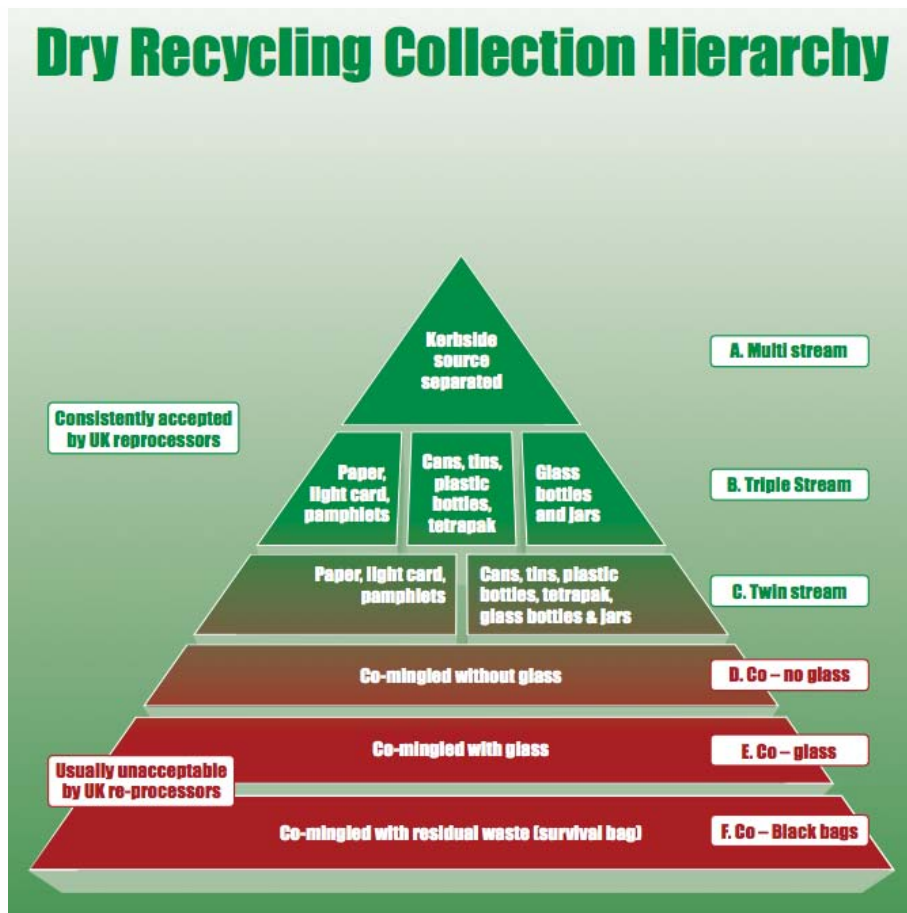 Dry Recycling Collection Hierarchy
Kerbside
source
separated
A. Multi stream
Consistently accepted
by UK reprocessors
Paper,
light card,
pamphlets
Cans, tins,
plastic
bottles,
tetrapak
Glass
bottles
and jars
B. Triple Stream
Paper, light card,
pamphlets
Cans, tins, plastic
bottles, tetrapak,
glass bottles & jars
C. Twin stream
Co-mingled without glass
D. Co – no glass
Co-mingled with glass
E. Co – glass
Usually unacceptable
by UK re-processors
Co-mingled with residual waste (survival bag)
F. Co – Black bags